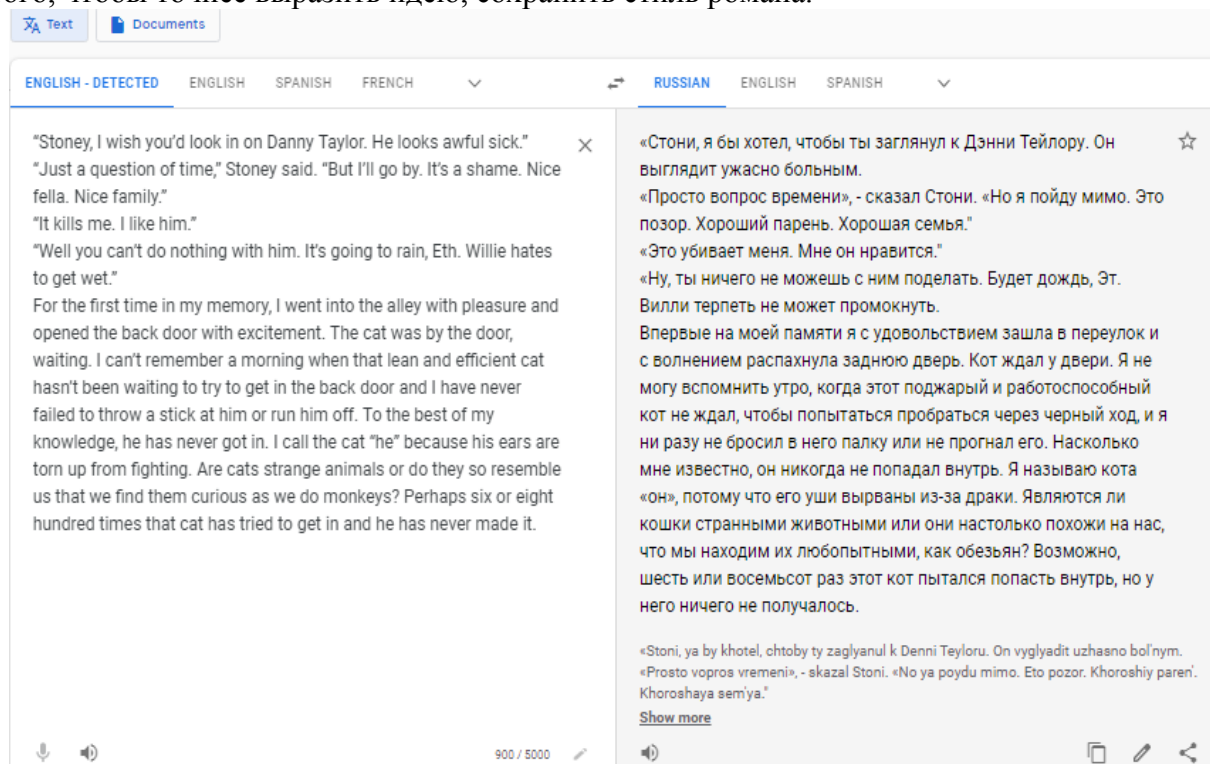 ого, чтобы точнее выразить идею, сохранить стиль романа.
Text Documents
ENGLISH - DETECTED ENGLISH SPANISH FRENCH RUSSIAN ENGLISH SPANISH
“Stoney, I wish you’d look in on Danny Taylor. He looks awful sick.”
“Just a question of time,” Stoney said. “But I’ll go by. It’s a shame. Nice
fella. Nice family.”
“It kills me. I like him.”
“Well you can’t do nothing with him. It’s going to rain, Eth. Willie hates
to get wet.”
For the first time in my memory, I went into the alley with pleasure and
opened the back door with excitement. The cat was by the door,
waiting. I can’t remember a morning when that lean and efficient cat
hasn’t been waiting to try to get in the back door and I have never
failed to throw a stick at him or run him off. To the best of my
knowledge, he has never got in. I call the cat “he” because his ears are
torn up from fighting. Are cats strange animals or do they so resemble
us that we find them curious as we do monkeys? Perhaps six or eight
hundred times that cat has tried to get in and he has never made it.
900 / 5000
«Стони, я бы хотел, чтобы ты заглянул к Дэнни Тейлору. Он
выглядит ужасно больным.
«Просто вопрос времени», - сказал Стони. «Но я пойду мимо. Это
позор. Хороший парень. Хорошая семья."
«Это убивает меня. Мне он нравится."
«Ну, ты ничего не можешь с ним поделать. Будет дождь, Эт.
Вилли терпеть не может промокнуть.
Впервые на моей памяти я с удовольствием зашла в переулок и
с волнением распахнула заднюю дверь. Кот ждал у двери. Я не
могу вспомнить утро, когда этот поджарый и работоспособный
кот не ждал, чтобы попытаться пробраться через черный ход, и я
ни разу не бросил в него палку или не прогнал его. Насколько
мне известно, он никогда не попадал внутрь. Я называю кота
«он», потому что его уши вырваны из-за драки. Являются ли
кошки странными животными или они настолько похожи на нас,
что мы находим их любопытными, как обезьян? Возможно,
шесть или восемьсот раз этот кот пытался попасть внутрь, но у
него ничего не получалось.
«Stoni, ya by khotel, chtoby ty zaglyanul k Denni Teyloru. On vyglyadit uzhasno bol'nym.
«Prosto vopros vremeni», - skazal Stoni. «No ya poydu mimo. Eto pozor. Khoroshiy paren'.
Khoroshaya sem'ya."
Show more